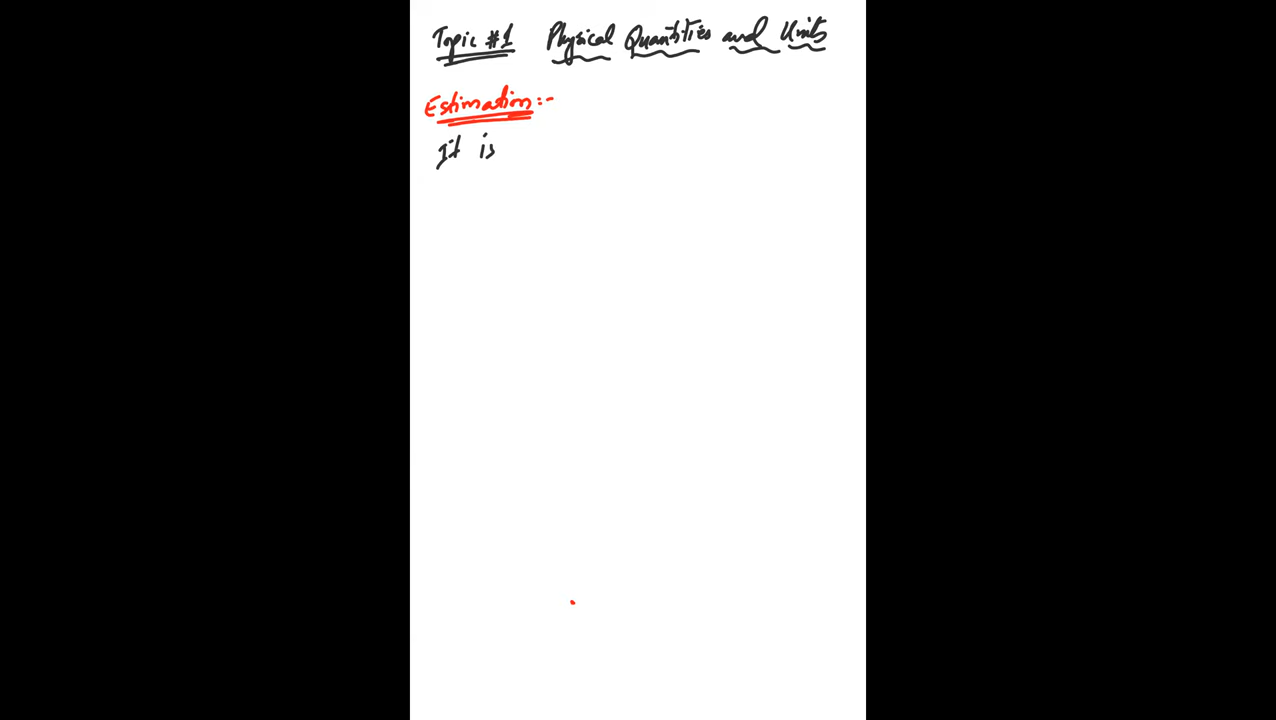 Topic #1 Physical Quantities and Units
Estimation:-
It is